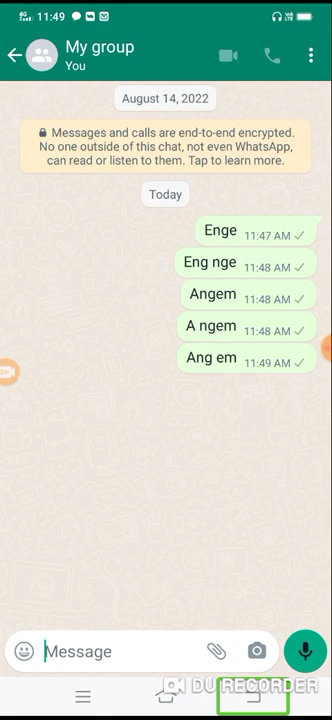 4G 11:49 VoI LTE
My group
You
August 14, 2022
Messages and calls are end-to-end encrypted.
No one outside of this chat, not even WhatsApp,
can read or listen to them. Tap to learn more.
Today
Enge 11:47 AM
Eng nge 11:48 AM
Angem 11:48 AM
A ngem 11:48 AM
Ang em 11:49 AM
Message
DU RECORDER